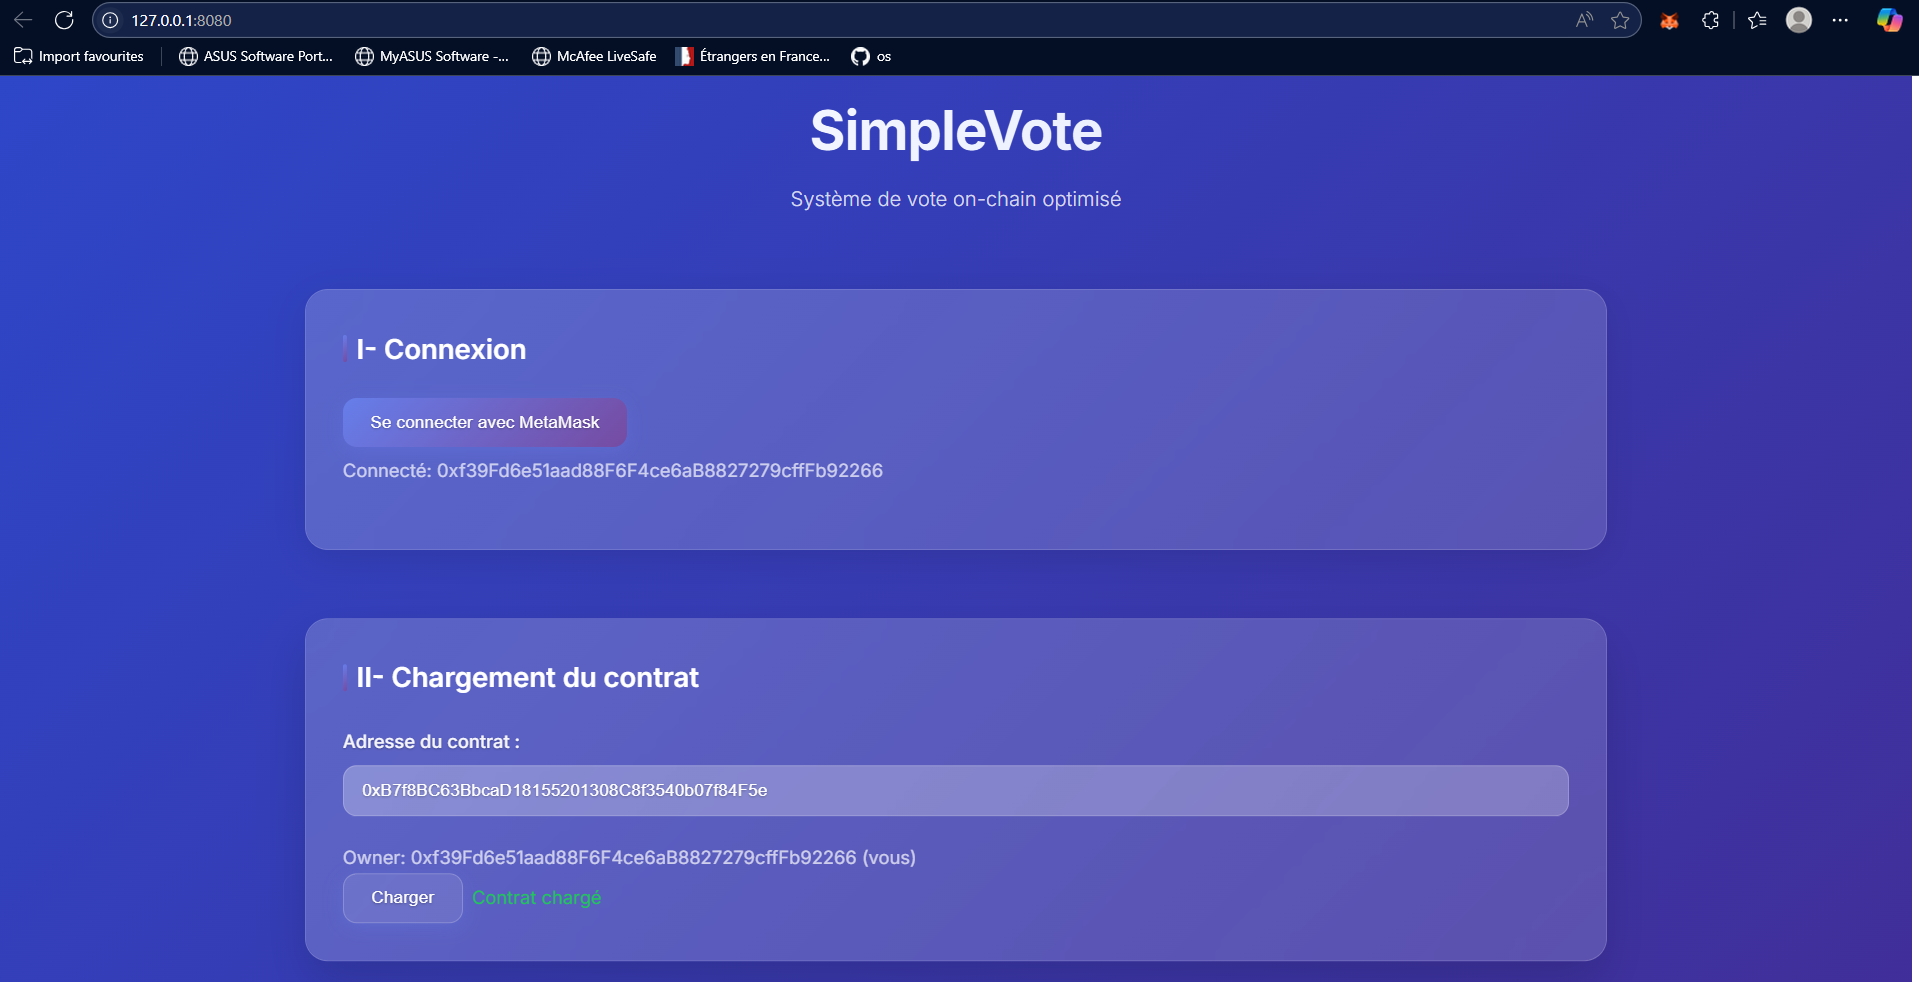 127.0.0.1:8080
Import favourites
ASUS Software Port...
MyASUS Software -...
McAfee LiveSafe
Étrangers en France...
os
SimpleVote
Système de vote on-chain optimisé
I- Connexion
Se connecter avec MetaMask
Connecté: 0xf39Fd6e51aad88F6F4ce6aB8827279cffFb92266
II- Chargement du contrat
Adresse du contrat :
0xB7f8BC63BbcaD18155201308C8f3540b07f84F5e
Owner: 0xf39Fd6e51aad88F6F4ce6aB8827279cffFb92266 (vous)
Charger
Contrat chargé